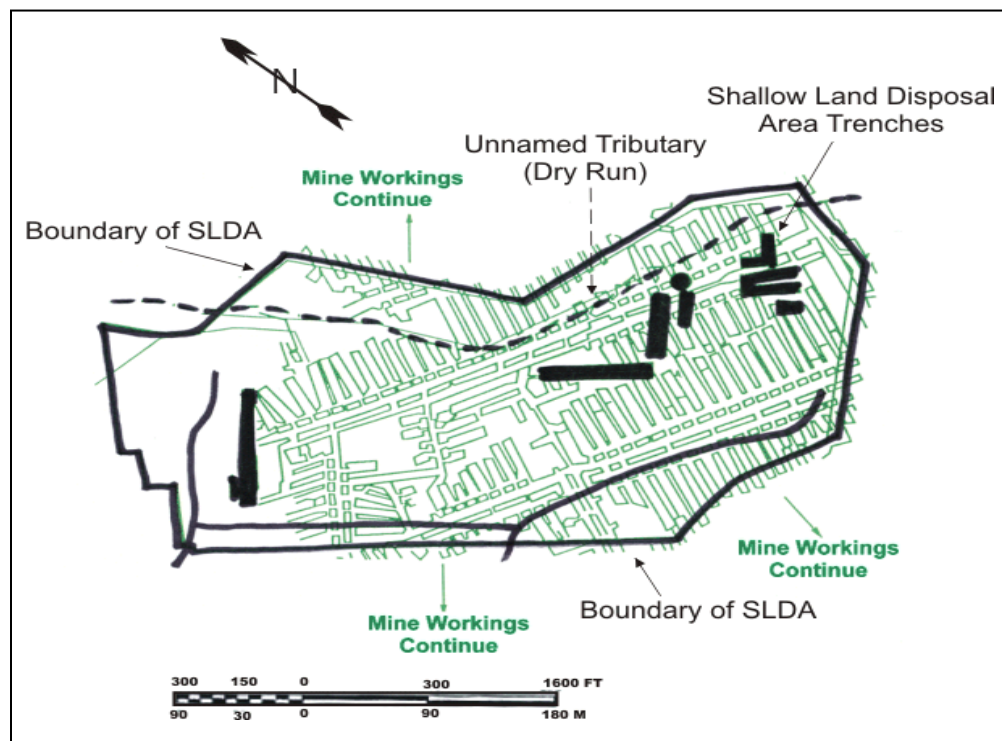 N
Shallow Land Disposal
Area Trenches
Unnamed Tributary
(Dry Run)
Mine Workings
Continue
Boundary of SLDA
Mine Workings
Continue
Boundary of SLDA
Mine Workings
Continue
300 150 0 300 1600 FT
90 30 0 90 180 M